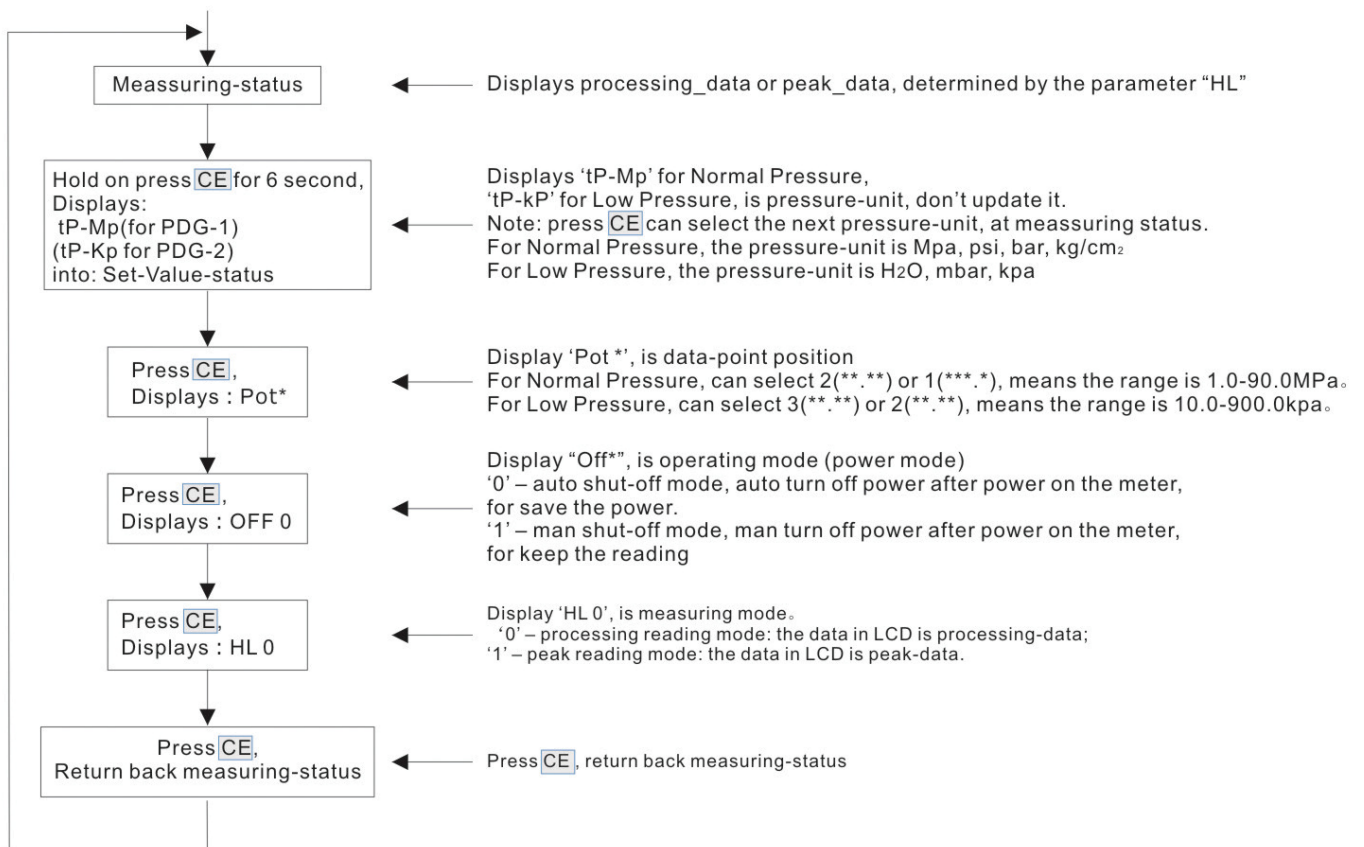 Meassuring-status
Displays processing_data or peak_data, determined by the parameter “HL”
Hold on press CE for 6 second,
Displays:
tP-Mp(for PDG-1)
(tP-Kp for PDG-2)
into: Set-Value-status
Displays ‘tP-Mp’ for Normal Pressure,
‘tP-kP’ for Low Pressure, is pressure-unit, don’t update it.
Note: press CE can select the next pressure-unit, at meassuring status.
For Normal Pressure, the pressure-unit is Mpa, psi, bar, kg/cm₂
For Low Pressure, the pressure-unit is H2O, mbar, kpa
Press CE,
Displays : Pot*
Display ‘Pot *’, is data-point position
For Normal Pressure, can select 2(**.**) or 1(***.*), means the range is 1.0-90.0MPa。
For Low Pressure, can select 3(**.**) or 2(**.**), means the range is 10.0-900.0kpa。
Press CE,
Displays : OFF 0
Display “Off*”, is operating mode (power mode)
‘0’ – auto shut-off mode, auto turn off power after power on the meter,
for save the power.
‘1’ – man shut-off mode, man turn off power after power on the meter,
for keep the reading
Press CE,
Displays : HL 0
Display ‘HL 0’, is measuring mode。
‘0’ – processing reading mode: the data in LCD is processing-data;
‘1’ – peak reading mode: the data in LCD is peak-data.
Press CE,
Return back measuring-status
Press CE, return back measuring-status